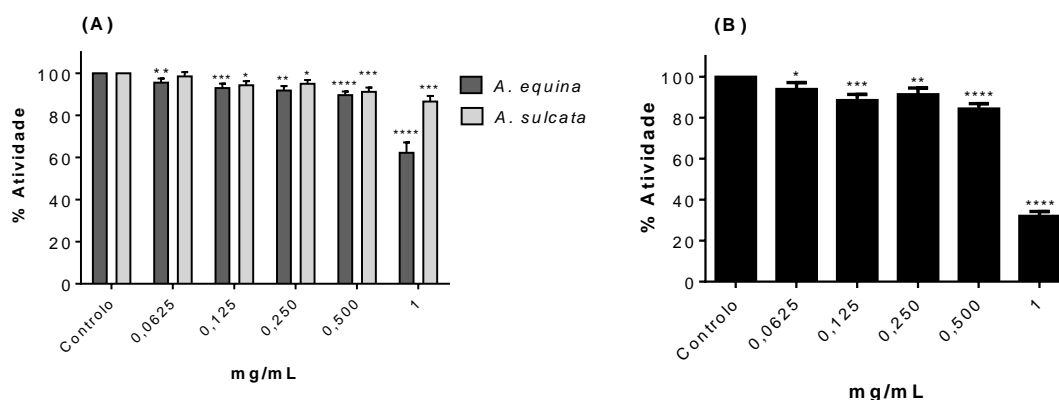 (A)
% Atividade
100
80
60
40
20
0
** *** * ** * **** *** **** ***
Controlo 0,0625 0,125 0,250 0,500 1
mg/mL
A. equina
A. sulcata
(B)
% Atividade
100
80
60
40
20
0
* *** ** **** ****
Controlo 0,0625 0,125 0,250 0,500 1
mg/mL